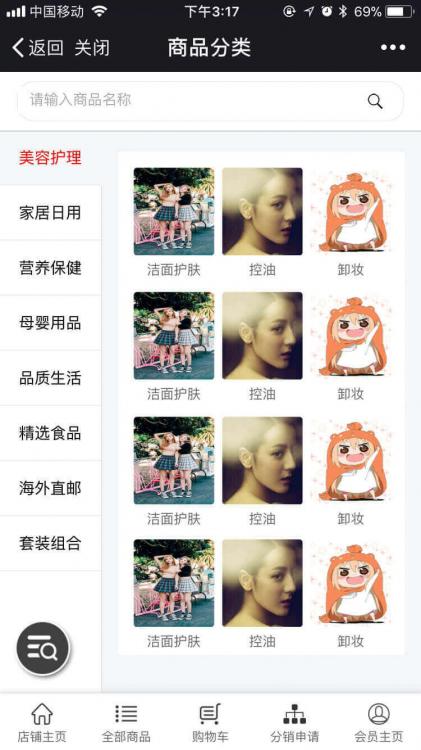 中国移动 下午3:17 69%
返回 关闭 商品分类
请输入商品名称
美容护理
家居日用
营养保健
母婴用品
品质生活
精选食品
海外直邮
套装组合
洁面护肤 控油 卸妆
洁面护肤 控油 卸妆
洁面护肤 控油 卸妆
洁面护肤 控油 卸妆
店铺主页 全部商品 购物车 分销申请 会员主页